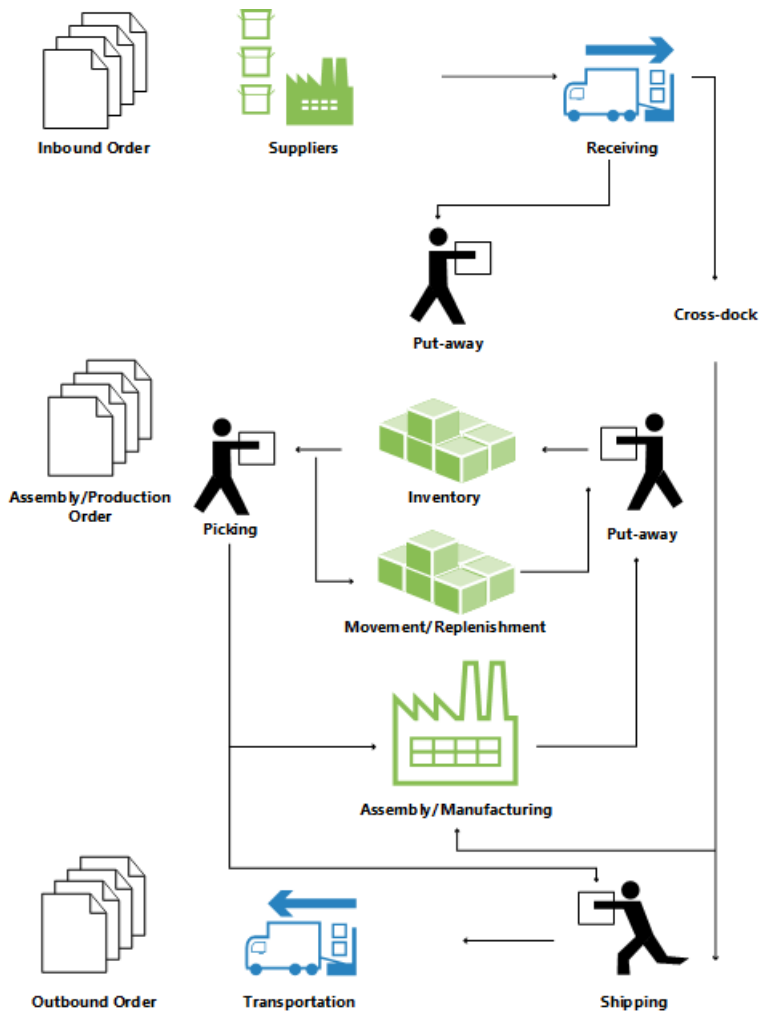 Inbound Order
Suppliers
Receiving
Put-away
Cross-dock
Assembly/Production
Order
Picking
Inventory
Put-away
Movement/Replenishment
Assembly/Manufacturing
Outbound Order
Transportation
Shipping